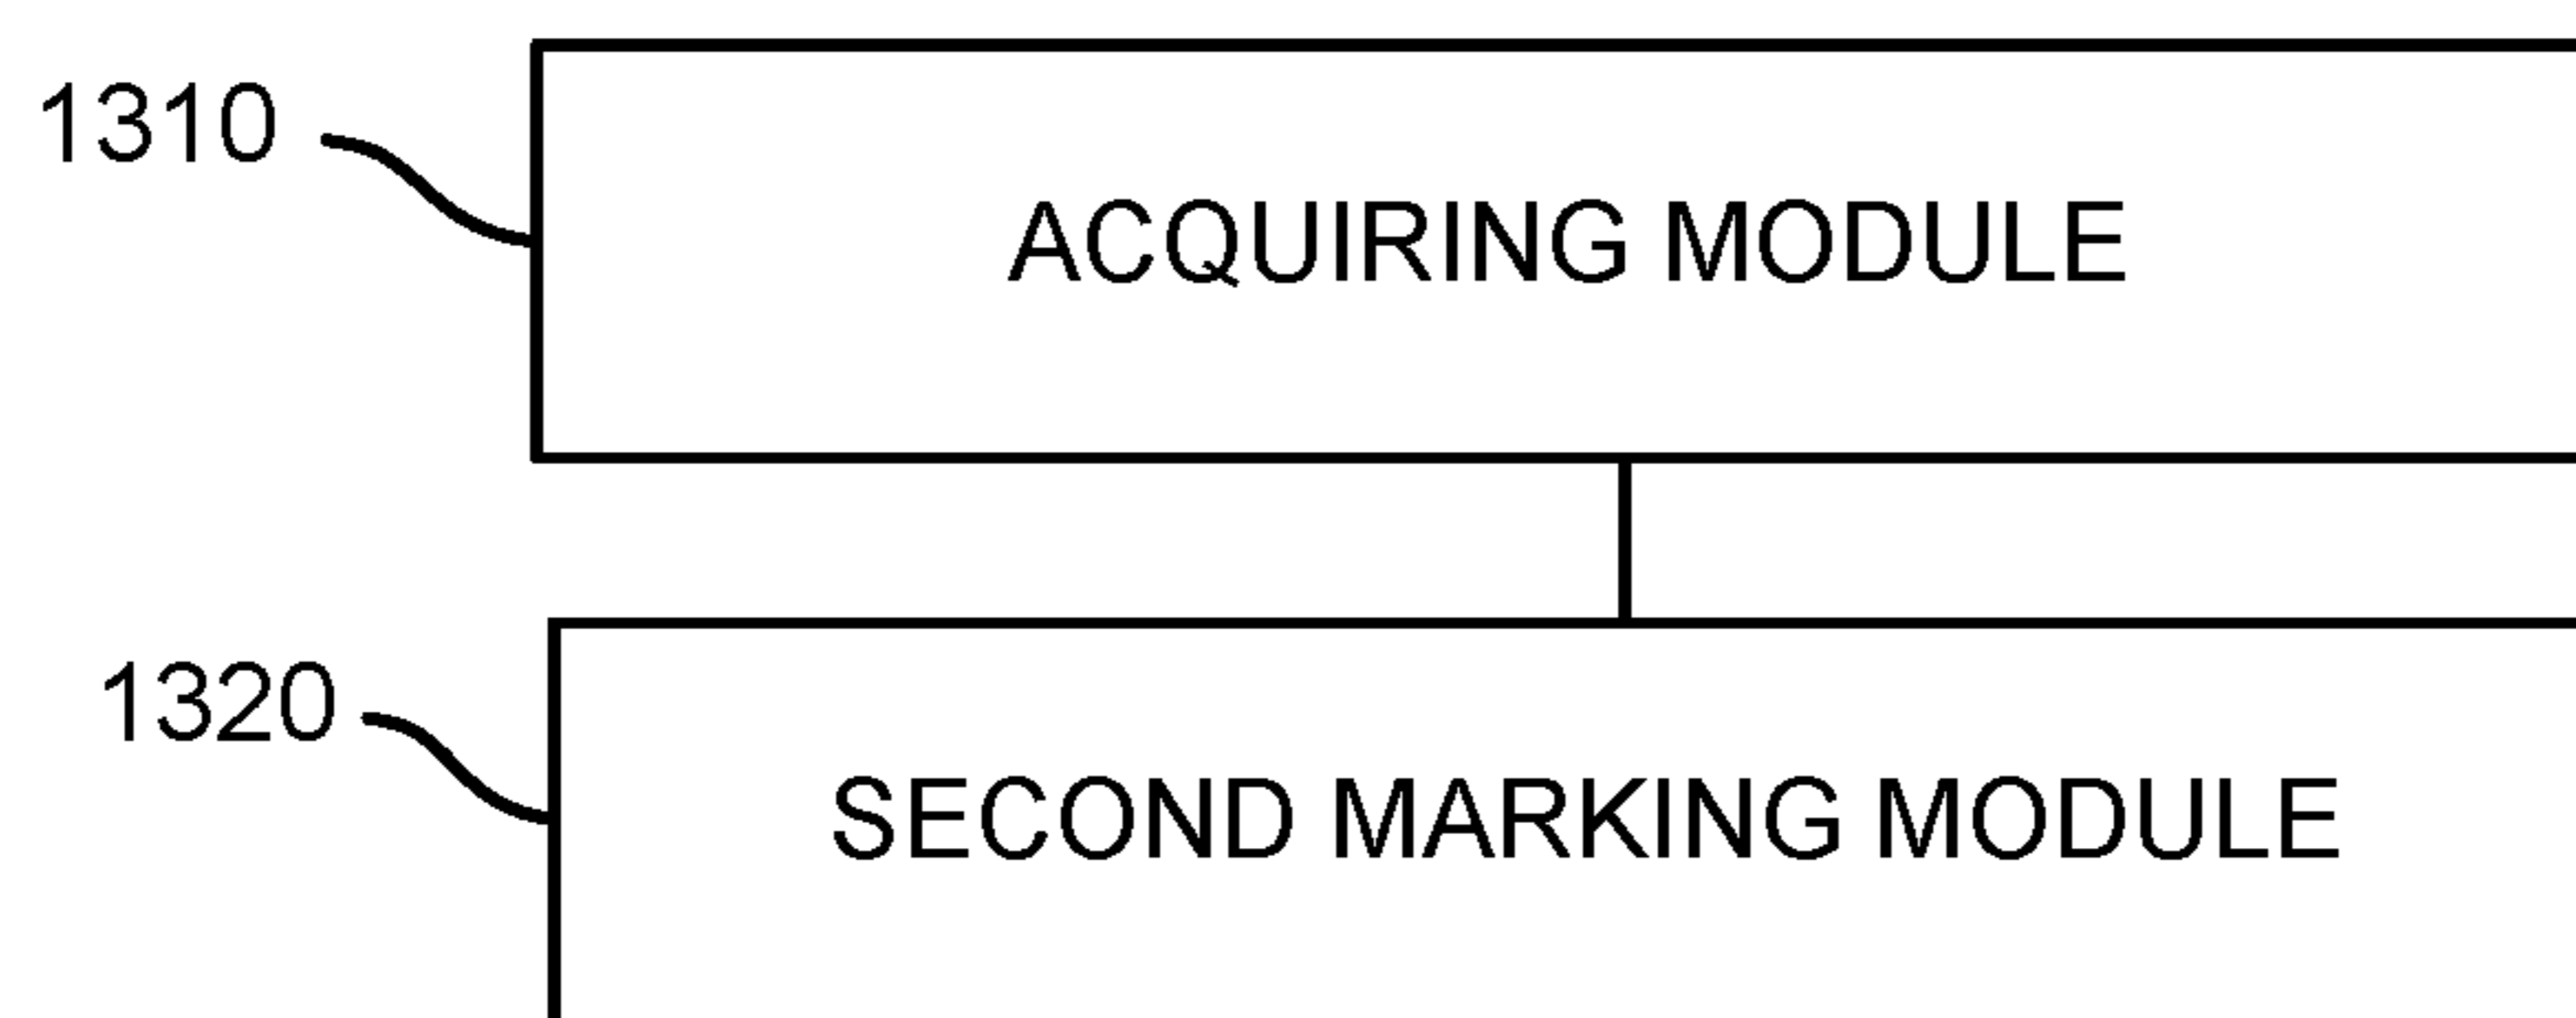 1310
ACQUIRING MODULE
1320
SECOND MARKING MODULE